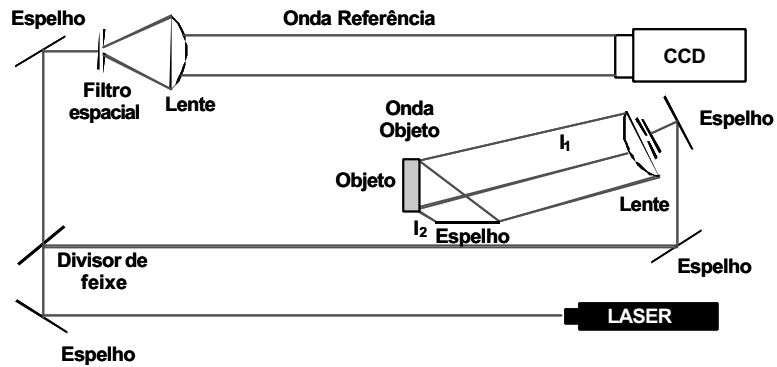 Espelho
Onda Referência
CCD
Filtro
espacial
Lente
Onda
Objeto
I₁
Espelho
Objeto
Lente
I₂
Espelho
Divisor de
feixe
Espelho
LASER
Espelho